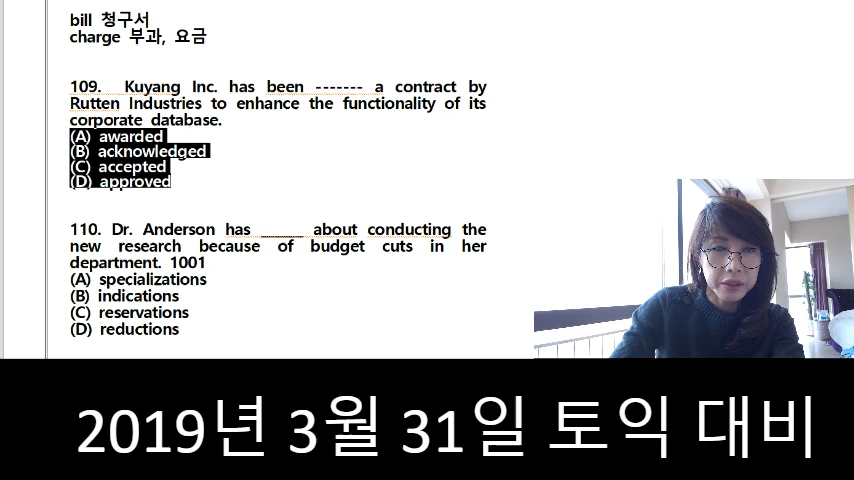 bill 청구서
charge 부과, 요금
109. Kuyang Inc. has been ------- a contract by
Rutten Industries to enhance the functionality of its
corporate database.
(A) awarded
(B) acknowledged
(C) accepted
(D) approved
110. Dr. Anderson has _____ about conducting the
new research because of budget cuts in her
department. 1001
(A) specializations
(B) indications
(C) reservations
(D) reductions
2019년 3월 31일 토익 대비